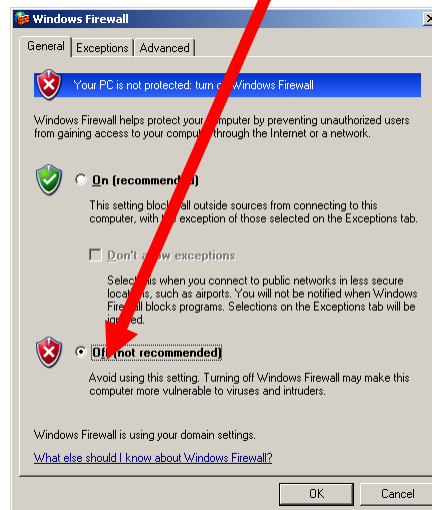 Windows Firewall
General Exceptions Advanced
Your PC is not protected: turn on Windows Firewall
Windows Firewall helps protect your computer by preventing unauthorized users
from gaining access to your computer through the Internet or a network.
On (recommended)
This setting blocks all outside sources from connecting to this
computer, with the exception of those selected on the Exceptions tab.
Don't allow exceptions
Select this when you connect to public networks in less secure
locations, such as airports. You will not be notified when Windows
Firewall blocks programs. Selections on the Exceptions tab will be
ignored.
Off (not recommended)
Avoid using this setting. Turning off Windows Firewall may make this
computer more vulnerable to viruses and intruders.
Windows Firewall is using your domain settings.
What else should I know about Windows Firewall?
OK Cancel